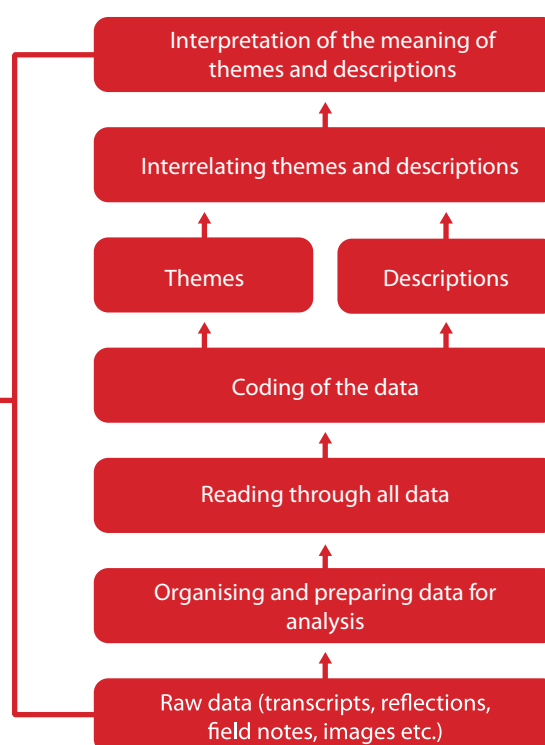 Interpretation of the meaning of
themes and descriptions
Interrelating themes and descriptions
Themes
Descriptions
Coding of the data
Reading through all data
Organising and preparing data for
analysis
Raw data (transcripts, reflections,
field notes, images etc.)